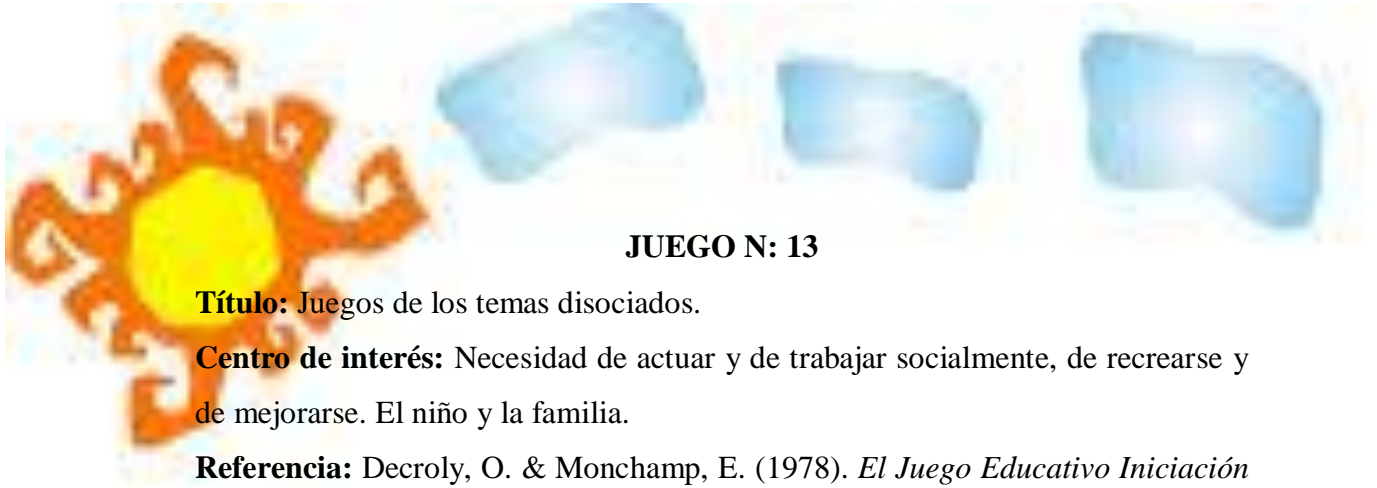 JUEGO N: 13
Título: Juegos de los temas disociados.
Centro de interés: Necesidad de actuar y de trabajar socialmente, de recrearse y
de mejorarse. El niño y la familia.
Referencia: Decroly, O. & Monchamp, E. (1978). El Juego Educativo Iniciación